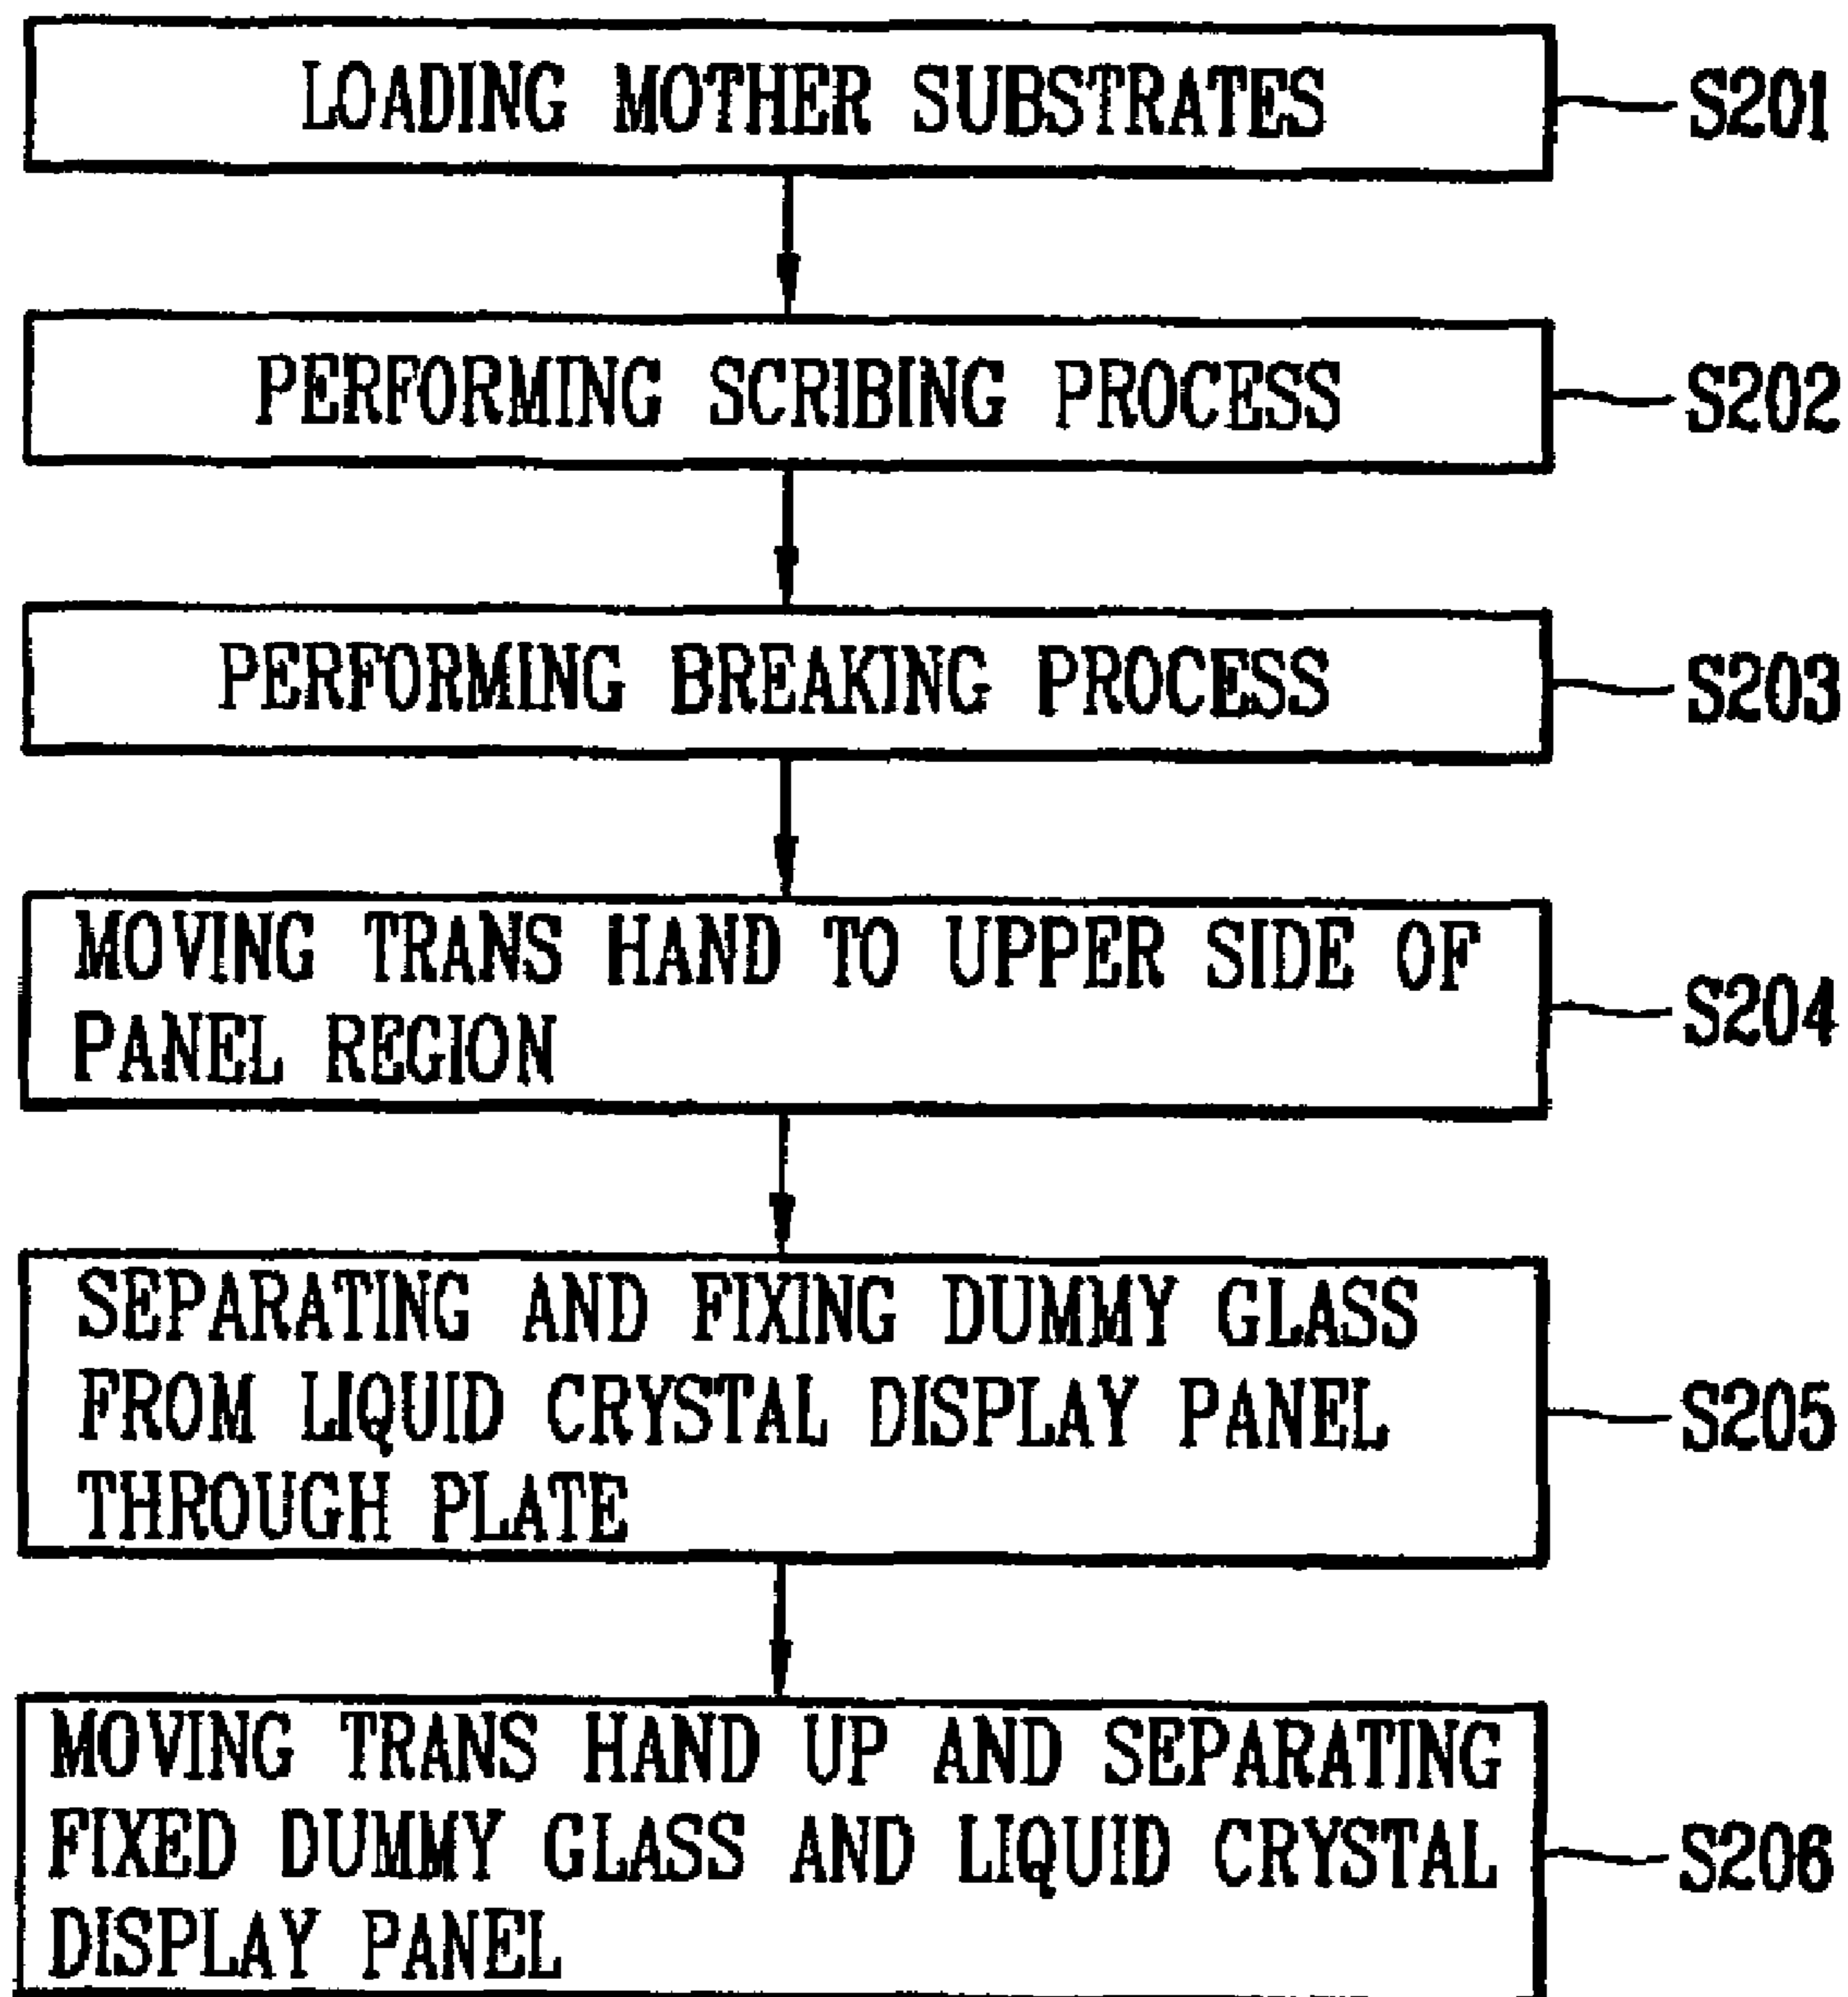 LOADING MOTHER SUBSTRATES
S201
PERFORMING SCRIBING PROCESS
S202
PERFORMING BREAKING PROCESS
S203
MOVING TRANS HAND TO UPPER SIDE OF
PANEL REGION
S204
SEPARATING AND FIXING DUMMY GLASS
FROM LIQUID CRYSTAL DISPLAY PANEL
THROUGH PLATE
S205
MOVING TRANS HAND UP AND SEPARATING
FIXED DUMMY GLASS AND LIQUID CRYSTAL
DISPLAY PANEL
S206